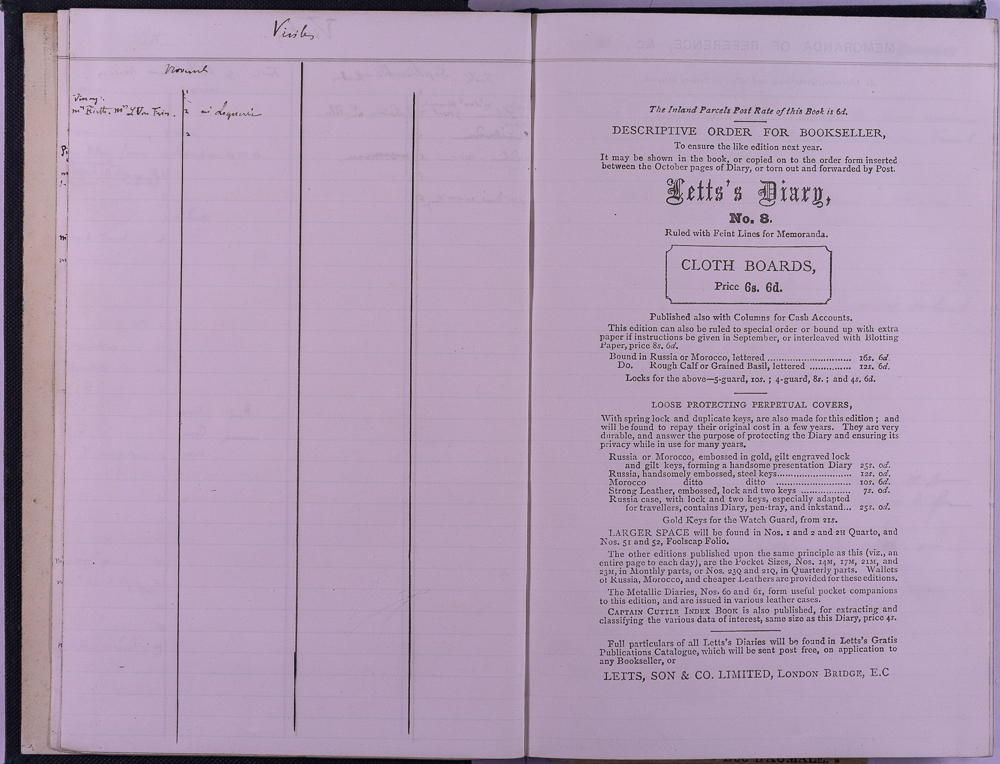 Visites
Novembre
1
2
2
The Inland Parcels Post Rate of this Book is 6d.
DESCRIPTIVE ORDER FOR BOOKSELLER,
To ensure the like edition next year.
It may be shown in the book, or copied on to the order form inserted
between the October pages of Diary, or torn out and forwarded by Post.
Letts's Diary,
No. 8.
Ruled with Feint Lines for Memoranda.
CLOTH BOARDS,
Price 6s. 6d.
Published also with Columns for Cash Accounts.
This edition can also be ruled to special order or bound up with extra
paper if instructions be given in September, or interleaved with Blotting
Paper, price 8s. 6d.
Bound in Russia or Morocco, lettered ............................ 16s. 6d.
Do. Rough Calf or Grained Basil, lettered .............. 12s. 6d.
Locks for the above—5-guard, 10s. ; 4-guard, 8s. ; and 4s. 6d.
LOOSE PROTECTING PERPETUAL COVERS,
With spring lock and duplicate keys, are also made for this edition ; and
will be found to repay their original cost in a few years. They are very
durable, and answer the purpose of protecting the Diary and ensuring its
privacy while in use for many years.
Russia or Morocco, embossed in gold, gilt engraved lock
and gilt keys, forming a handsome presentation Diary 25s. 0d.
Russia, handsomely embossed, steel keys......................... 12s. 0d.
Morocco ditto ditto ......................... 10s. 6d.
Strong Leather, embossed, lock and two keys ................. 7s. 0d.
Russia case, with lock and two keys, especially adapted
for travellers, contains Diary, pen-tray, and inkstand... 25s. 0d.
Gold Keys for the Watch Guard, from 21s.
LARGER SPACE will be found in Nos. 1 and 2 and 2H Quarto, and
Nos. 51 and 52, Foolscap Folio.
The other editions published upon the same principle as this (viz., an
entire page to each day), are the Pocket Sizes, Nos. 14M, 17M, 21M, and
23M, in Monthly parts, or Nos. 23Q and 21Q, in Quarterly parts. Wallets
of Russia, Morocco, and cheaper Leathers are provided for these editions.
The Metallic Diaries, Nos. 60 and 61, form useful pocket companions
to this edition, and are issued in various leather cases.
CAPTAIN CUTTLE INDEX BOOK is also published, for extracting and
classifying the various data of interest, same size as this Diary, price 4s.
Full particulars of all Letts's Diaries will be found in Letts's Gratis
Publications Catalogue, which will be sent post free, on application to
any Bookseller, or
LETTS, SON & CO. LIMITED, LONDON BRIDGE, E.C